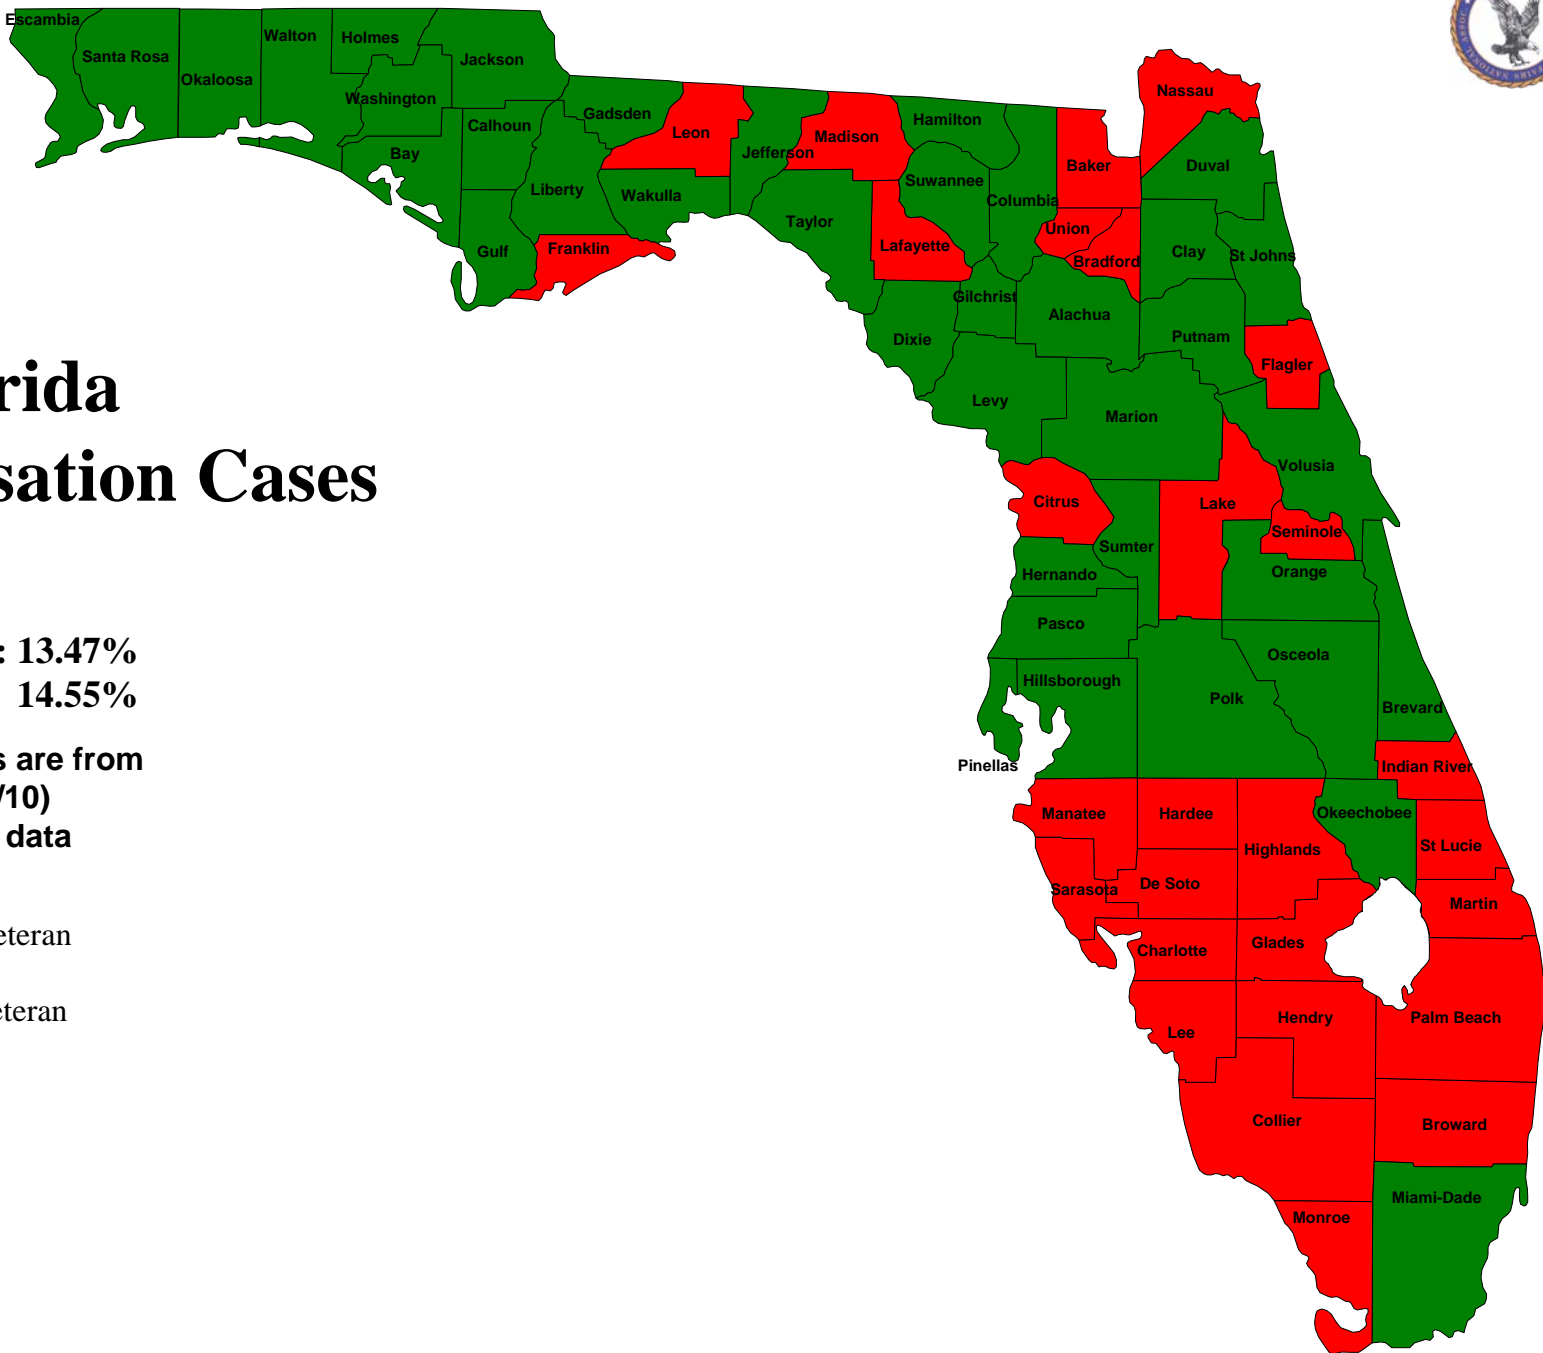 Escambia
Santa Rosa
Okaloosa
Walton
Holmes
Jackson
Washington
Bay
Calhoun
Gulf
Liberty
Gadsden
Franklin
Leon
Wakulla
Jefferson
Madison
Taylor
Hamilton
Suwannee
Lafayette
Columbia
Baker
Nassau
Duval
Union
Bradford
Clay
St Johns
Gilchrist
Dixie
Alachua
Putnam
Flagler
Levy
Marion
Volusia
Citrus
Sumter
Lake
Seminole
Orange
Hernando
Pasco
Osceola
Hillsborough
Polk
Brevard
Pinellas
Indian River
Manatee
Hardee
Highlands
Okeechobee
St Lucie
Sarasota
De Soto
Martin
Charlotte
Glades
Lee
Hendry
Palm Beach
Collier
Broward
Miami-Dade
Monroe
rida
sation Cases
: 13.47%
14.55%
s are from
/10)
data
eteran
eteran